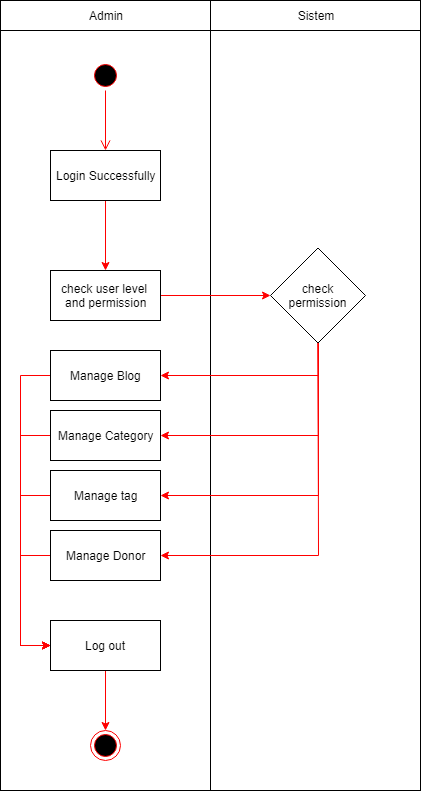 Admin
Sistem
Login Successfully
check user level
and permission
check
permission
Manage Blog
Manage Category
Manage tag
Manage Donor
Log out